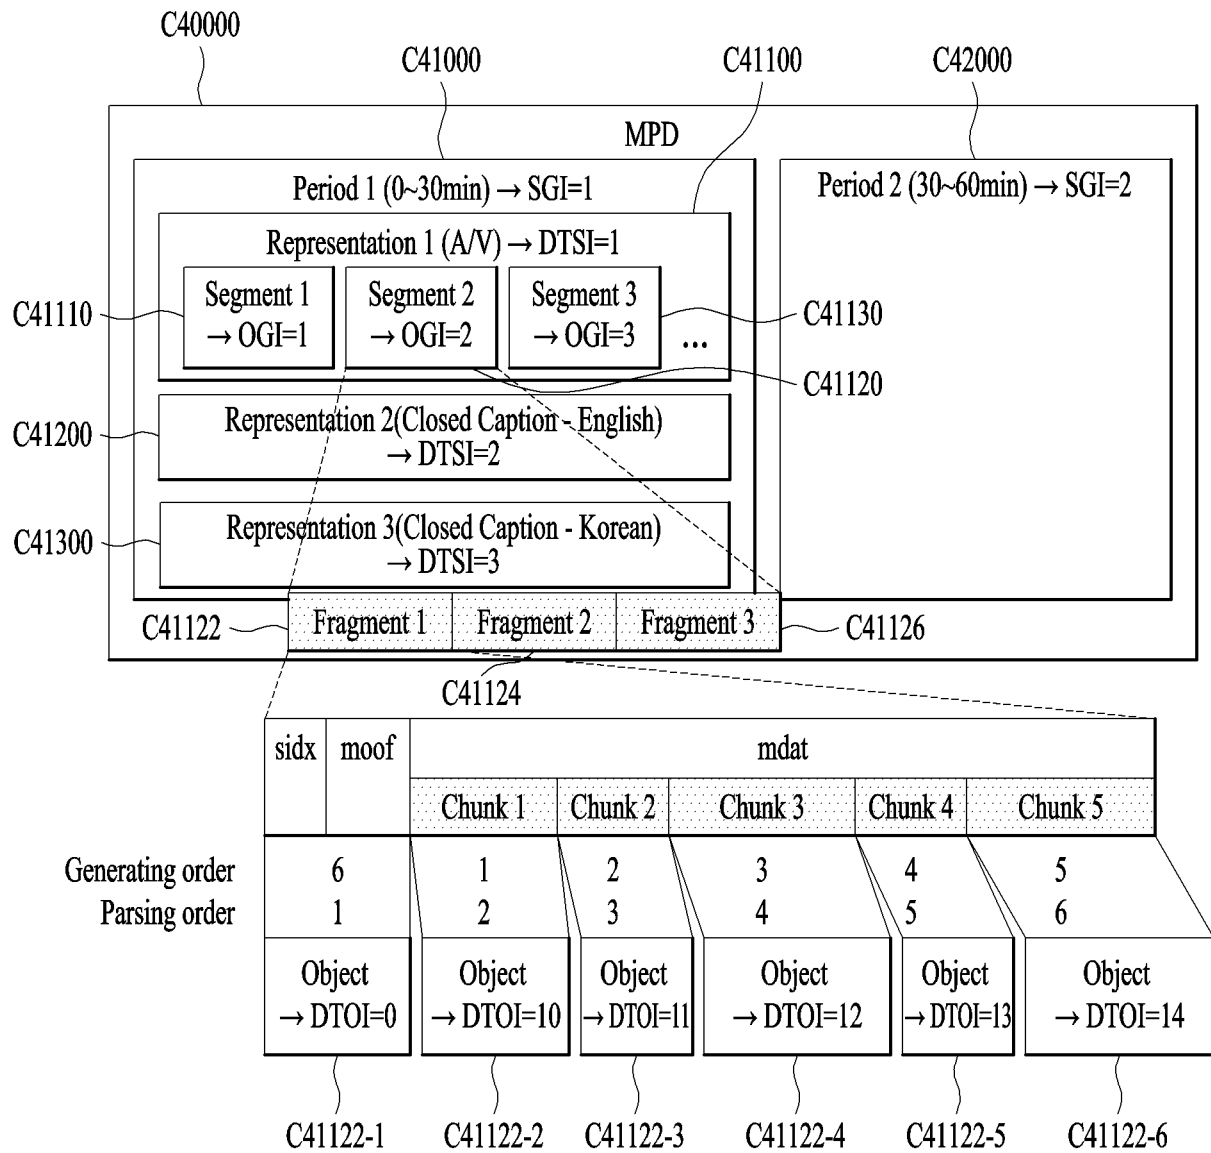 C40000
C41000
C41100
C42000
MPD
Period 1 (0~30min) → SGI=1
Period 2 (30~60min) → SGI=2
Representation 1 (A/V) → DTSI=1
C41110
Segment 1
→ OGI=1
Segment 2
→ OGI=2
Segment 3
→ OGI=3
...
C41130
C41120
C41200
Representation 2(Closed Caption - English)
→ DTSI=2
C41300
Representation 3(Closed Caption - Korean)
→ DTSI=3
C41122
Fragment 1
Fragment 2
Fragment 3
C41126
C41124
sidx
moof
mdat
Chunk 1
Chunk 2
Chunk 3
Chunk 4
Chunk 5
Generating order 6 1 2 3 4 5
Parsing order 1 2 3 4 5 6
Object
→ DTOI=0
Object
→ DTOI=10
Object
→ DTOI=11
Object
→ DTOI=12
Object
→ DTOI=13
Object
→ DTOI=14
C41122-1
C41122-2
C41122-3
C41122-4
C41122-5
C41122-6